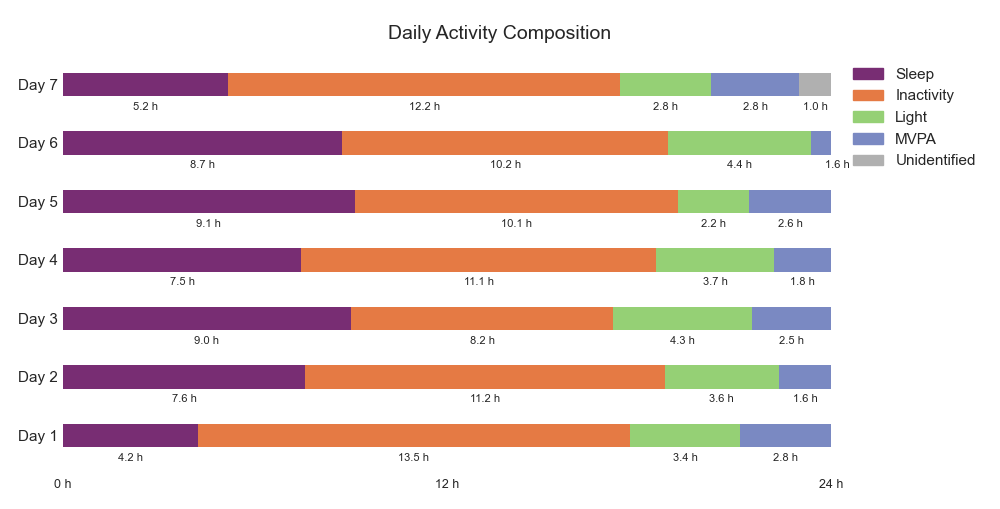 Daily Activity Composition
Day 7
5.2 h 12.2 h 2.8 h 2.8 h 1.0 h
Day 6
8.7 h 10.2 h 4.4 h 1.6 h
Day 5
9.1 h 10.1 h 2.2 h 2.6 h
Day 4
7.5 h 11.1 h 3.7 h 1.8 h
Day 3
9.0 h 8.2 h 4.3 h 2.5 h
Day 2
7.6 h 11.2 h 3.6 h 1.6 h
Day 1
4.2 h 13.5 h 3.4 h 2.8 h
0 h 12 h 24 h
Sleep
Inactivity
Light
MVPA
Unidentified